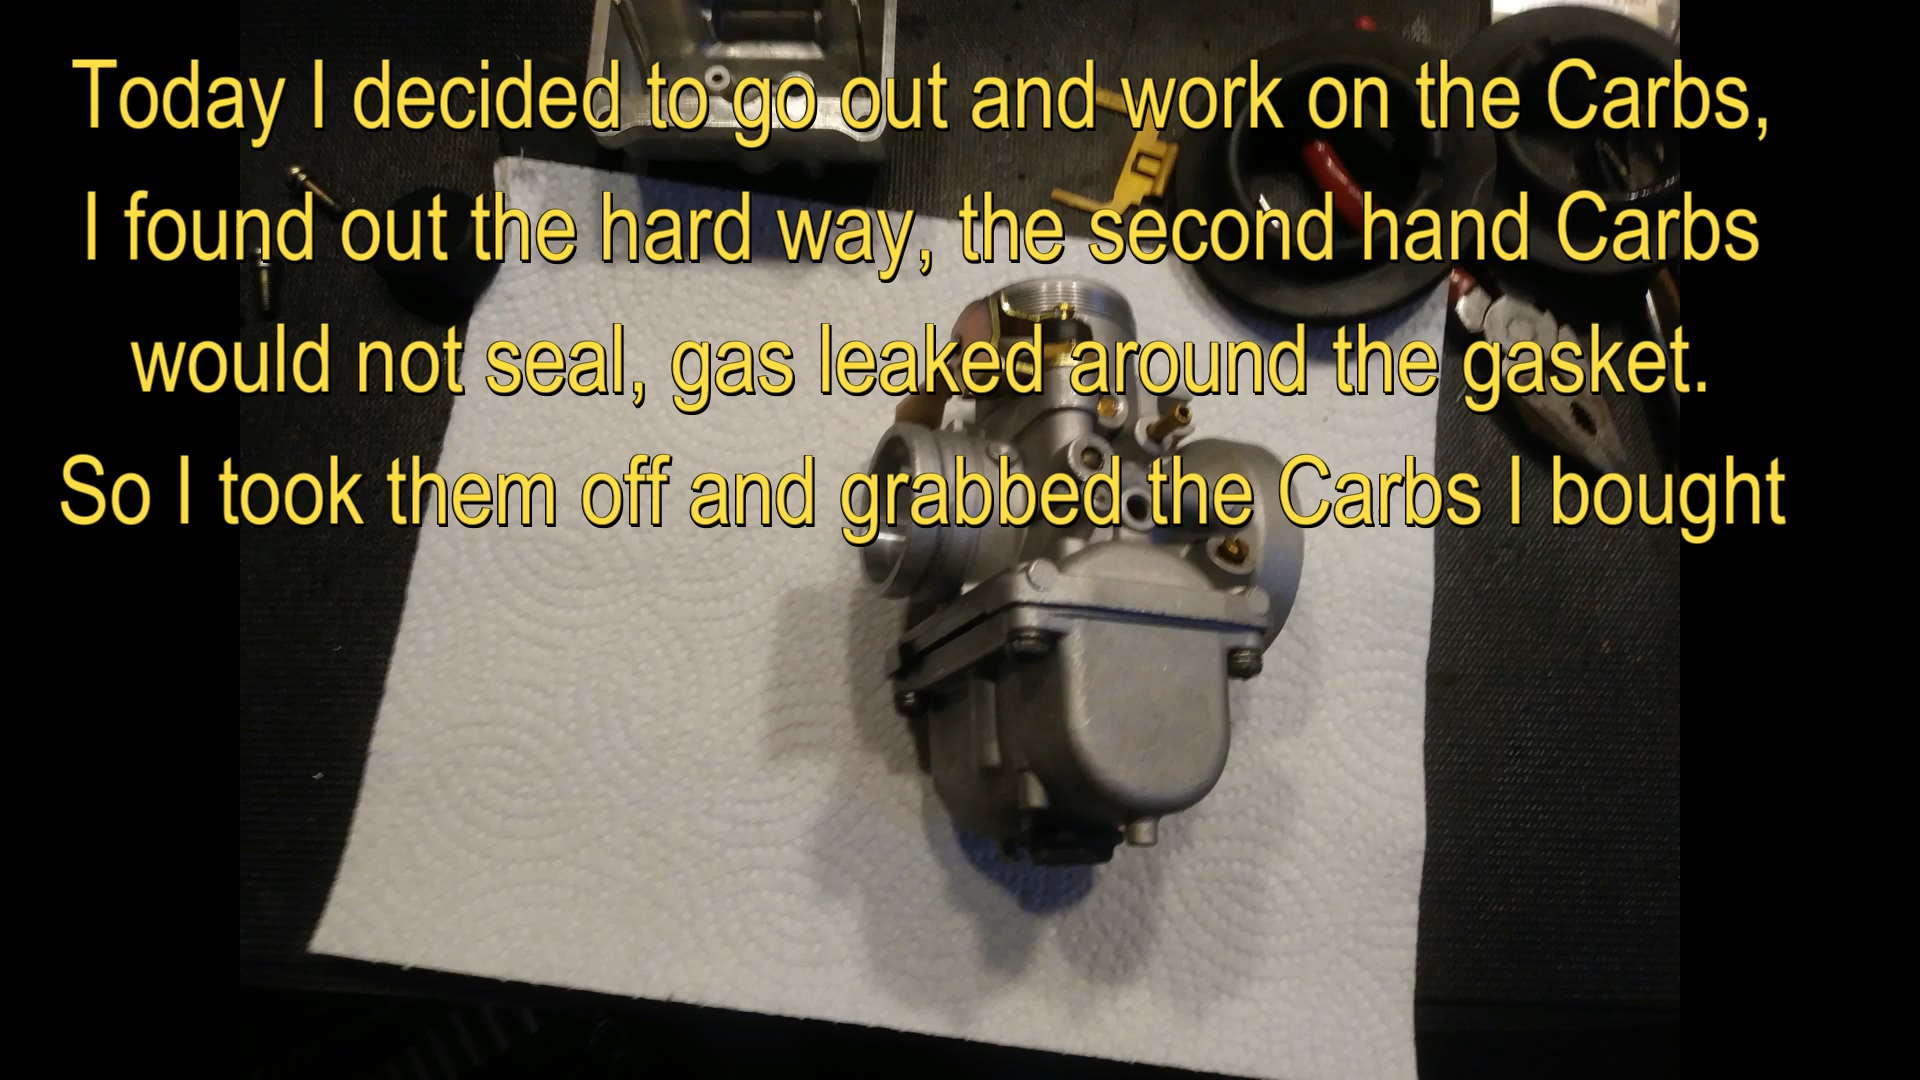 Today I decided to go out and work on the Carbs,
I found out the hard way, the second hand Carbs
would not seal, gas leaked around the gasket.
So I took them off and grabbed the Carbs I bought